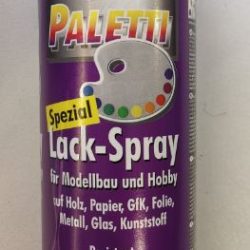 PALETTI
Spezial
Lack-Spray
für Modellbau und Hobby
auf Holz, Papier, GfK, Folie,
Metall, Glas, Kunststoff